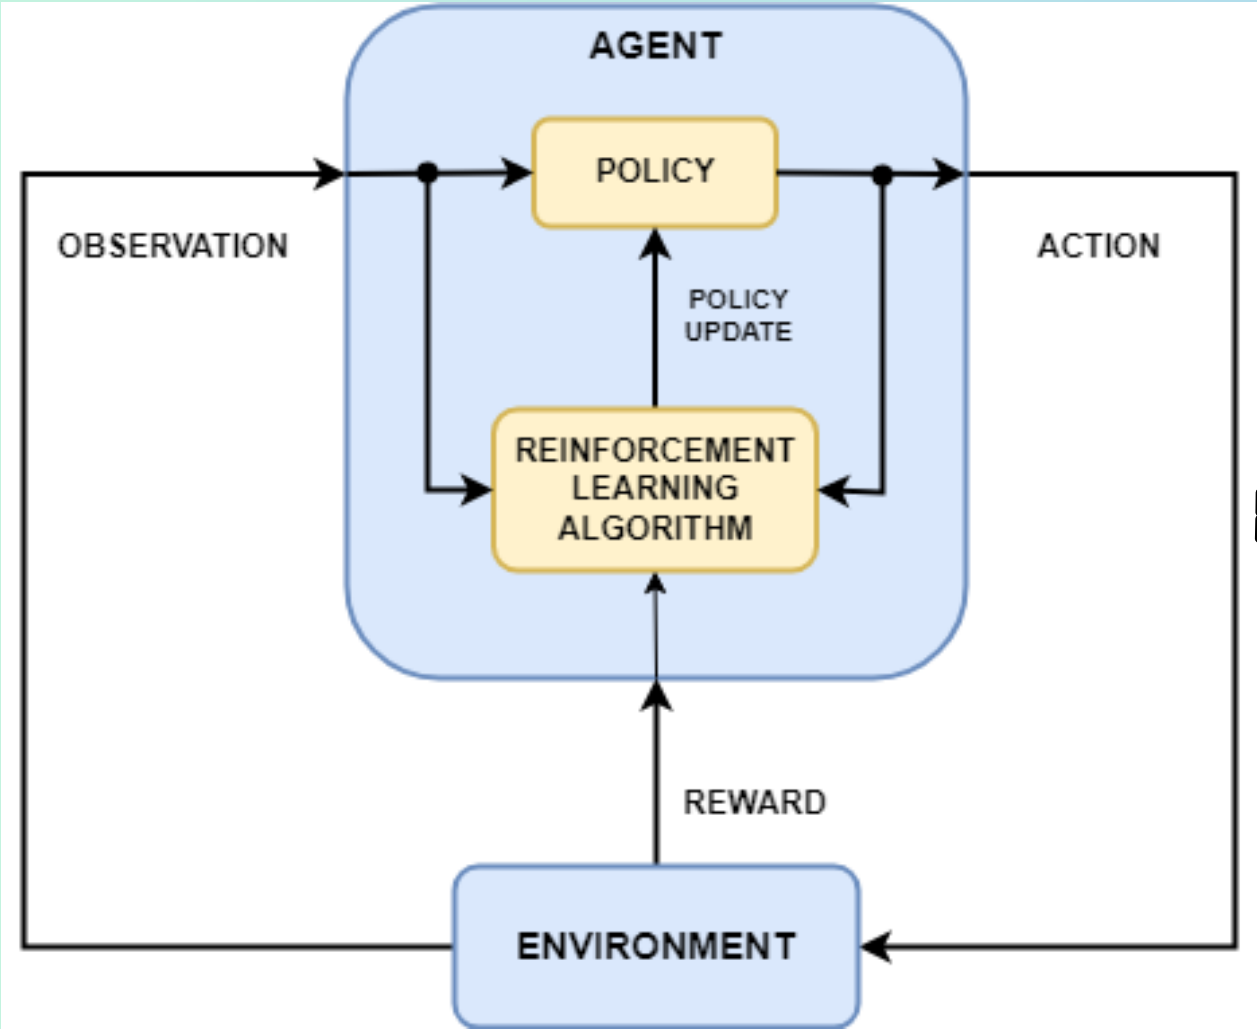 AGENT
POLICY
OBSERVATION
ACTION
POLICY
UPDATE
REINFORCEMENT
LEARNING
ALGORITHM
REWARD
ENVIRONMENT